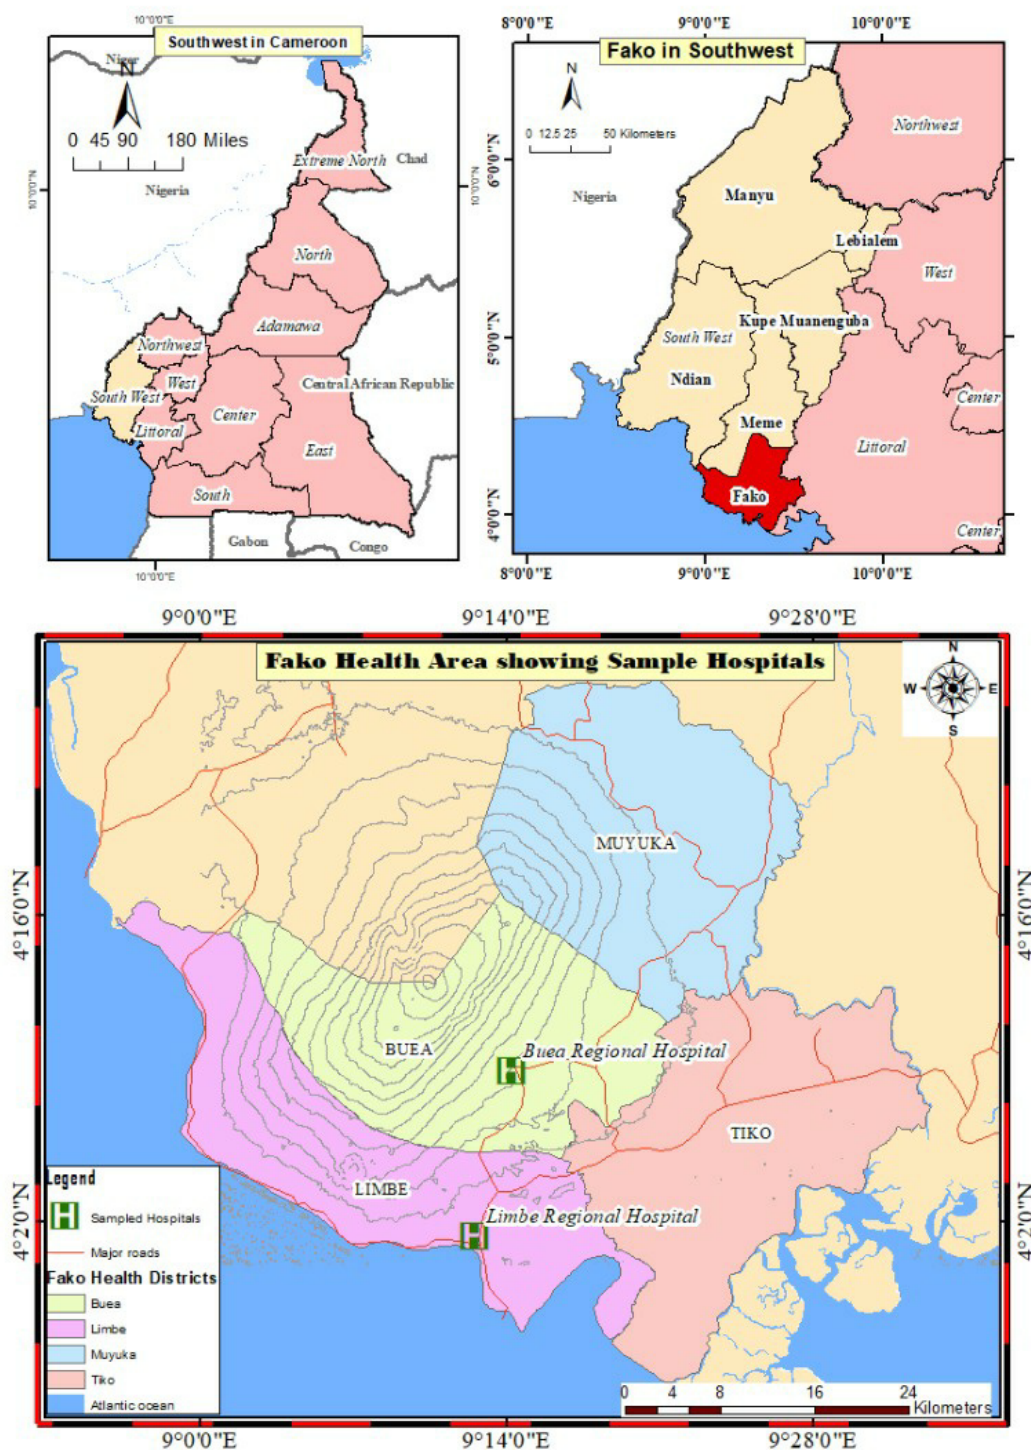 10°0'0"E
Southwest in Cameroon
Niger
N
0 45 90 180 Miles
Nigeria
Extreme North
Chad
10°0'0"N
10°0'0"N
North
Adamawa
Northwest
West
South West
Central African Republic
Center
Littoral
East
South
Gabon
Congo
10°0'0"E
8°0'0"E
9°0'0"E
10°0'0"E
Fako in Southwest
N
0 12.5 25 50 Kilometers
Northwest
6°0'0"N
Nigeria
Manyu
Lebialem
West
5°0'0"N
Kupe Muanenguba
South West
Ndian
Center
Meme
Littoral
Fako
4°0'0"N
Center
8°0'0"E
9°0'0"E
10°0'0"E
9°0'0"E
9°14'0"E
9°28'0"E
Fako Health Area showing Sample Hospitals
N
W E
S
MUYUKA
4°16'0"N
4°16'0"N
BUEA
Buea Regional Hospital
H
TIKO
LIMBE
Limbe Regional Hospital
H
4°2'0"N
4°2'0"N
Legend
H Sampled Hospitals
Major roads
Fako Health Districts
Buea
Limbe
Muyuka
Tiko
Atlantic ocean
0 4 8 16 24
Kilometers
9°0'0"E
9°14'0"E
9°28'0"E